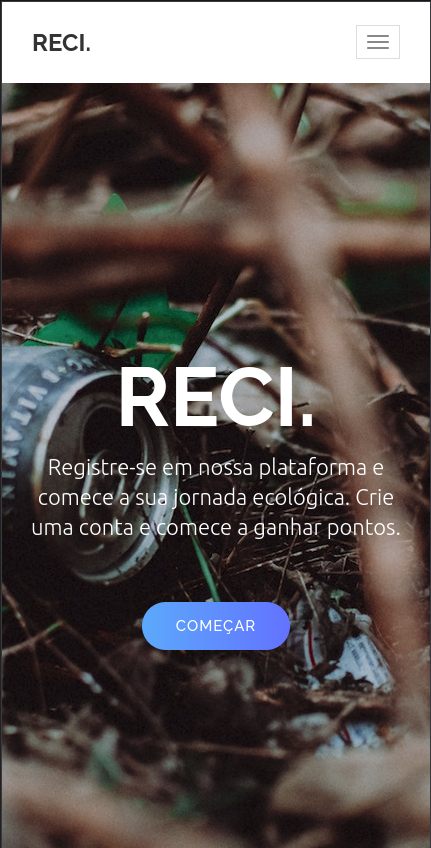 RECI.
RECI.
Registre-se em nossa plataforma e
comece a sua jornada ecológica. Crie
uma conta e comece a ganhar pontos.
COMEÇAR